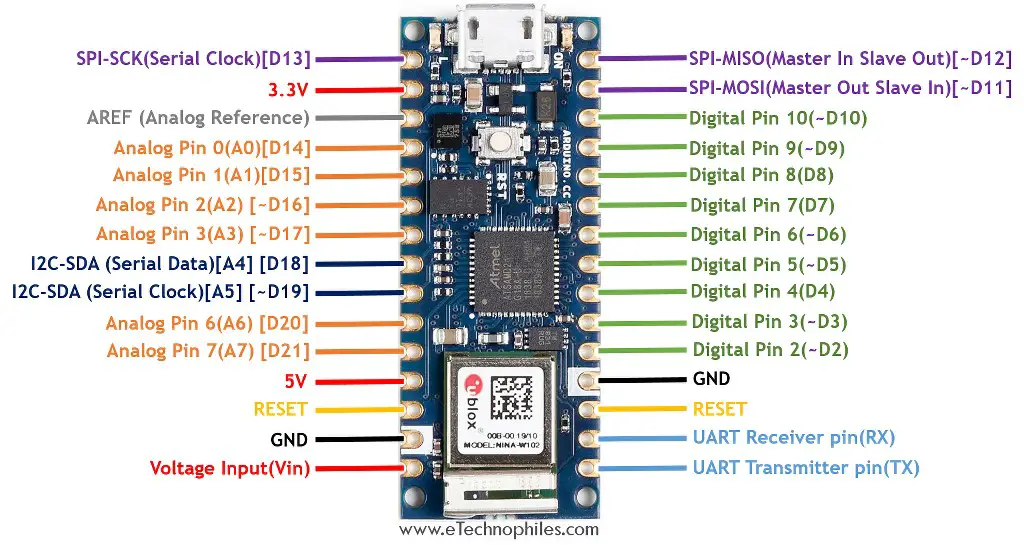 SPI-SCK(Serial Clock)[D13]
3.3V
AREF (Analog Reference)
Analog Pin 0(A0)[D14]
Analog Pin 1(A1)[D15]
Analog Pin 2(A2) [~D16]
Analog Pin 3(A3) [~D17]
I2C-SDA (Serial Data)[A4] [D18]
I2C-SDA (Serial Clock)[A5] [~D19]
Analog Pin 6(A6) [D20]
Analog Pin 7(A7) [D21]
5V
RESET
GND
Voltage Input(Vin)
L
ON
ARDUINO.CC
RST
Atmel
ublox
00B-00 19/10
MODEL:NINA-W102
SPI-MISO(Master In Slave Out)[~D12]
SPI-MOSI(Master Out Slave In)[~D11]
Digital Pin 10(~D10)
Digital Pin 9(~D9)
Digital Pin 8(D8)
Digital Pin 7(D7)
Digital Pin 6(~D6)
Digital Pin 5(~D5)
Digital Pin 4(D4)
Digital Pin 3(~D3)
Digital Pin 2(~D2)
GND
RESET
UART Receiver pin(RX)
UART Transmitter pin(TX)
www.eTechnophiles.com